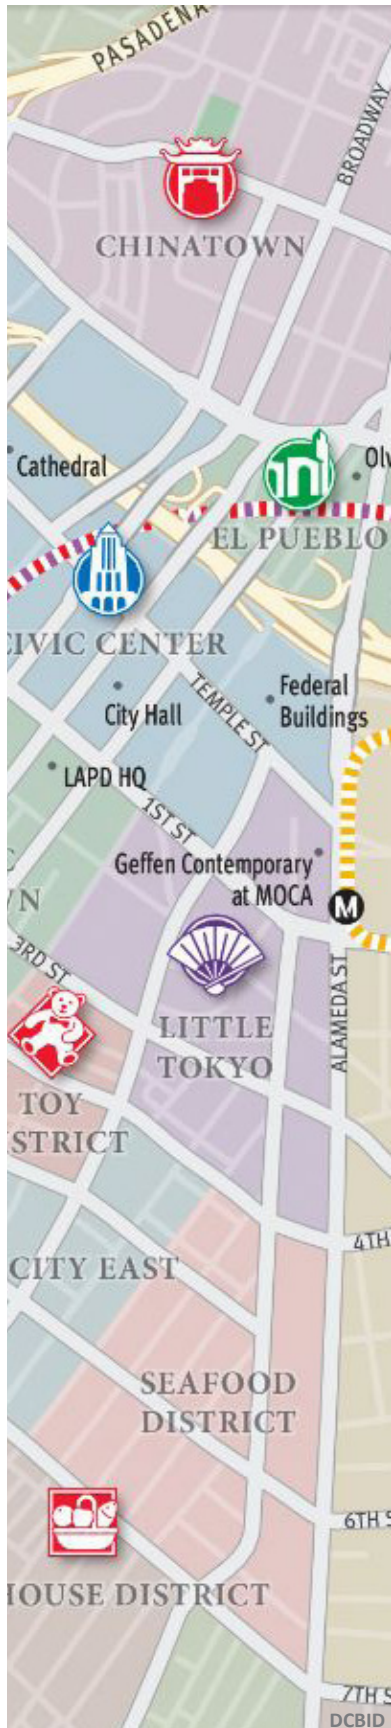 PASADENA
BROADWAY
CHINATOWN
Cathedral
Olv
EL PUEBLO
CIVIC CENTER
TEMPLE ST
Federal
Buildings
City Hall
LAPD HQ
1ST ST
C
WN
Geffen Contemporary
at MOCA
M
3RD ST
ALAMEDA ST
LITTLE
TOKYO
TOY
STRICT
4TH
CITY EAST
SEAFOOD
DISTRICT
6TH S
HOUSE DISTRICT
7TH S
DCBID